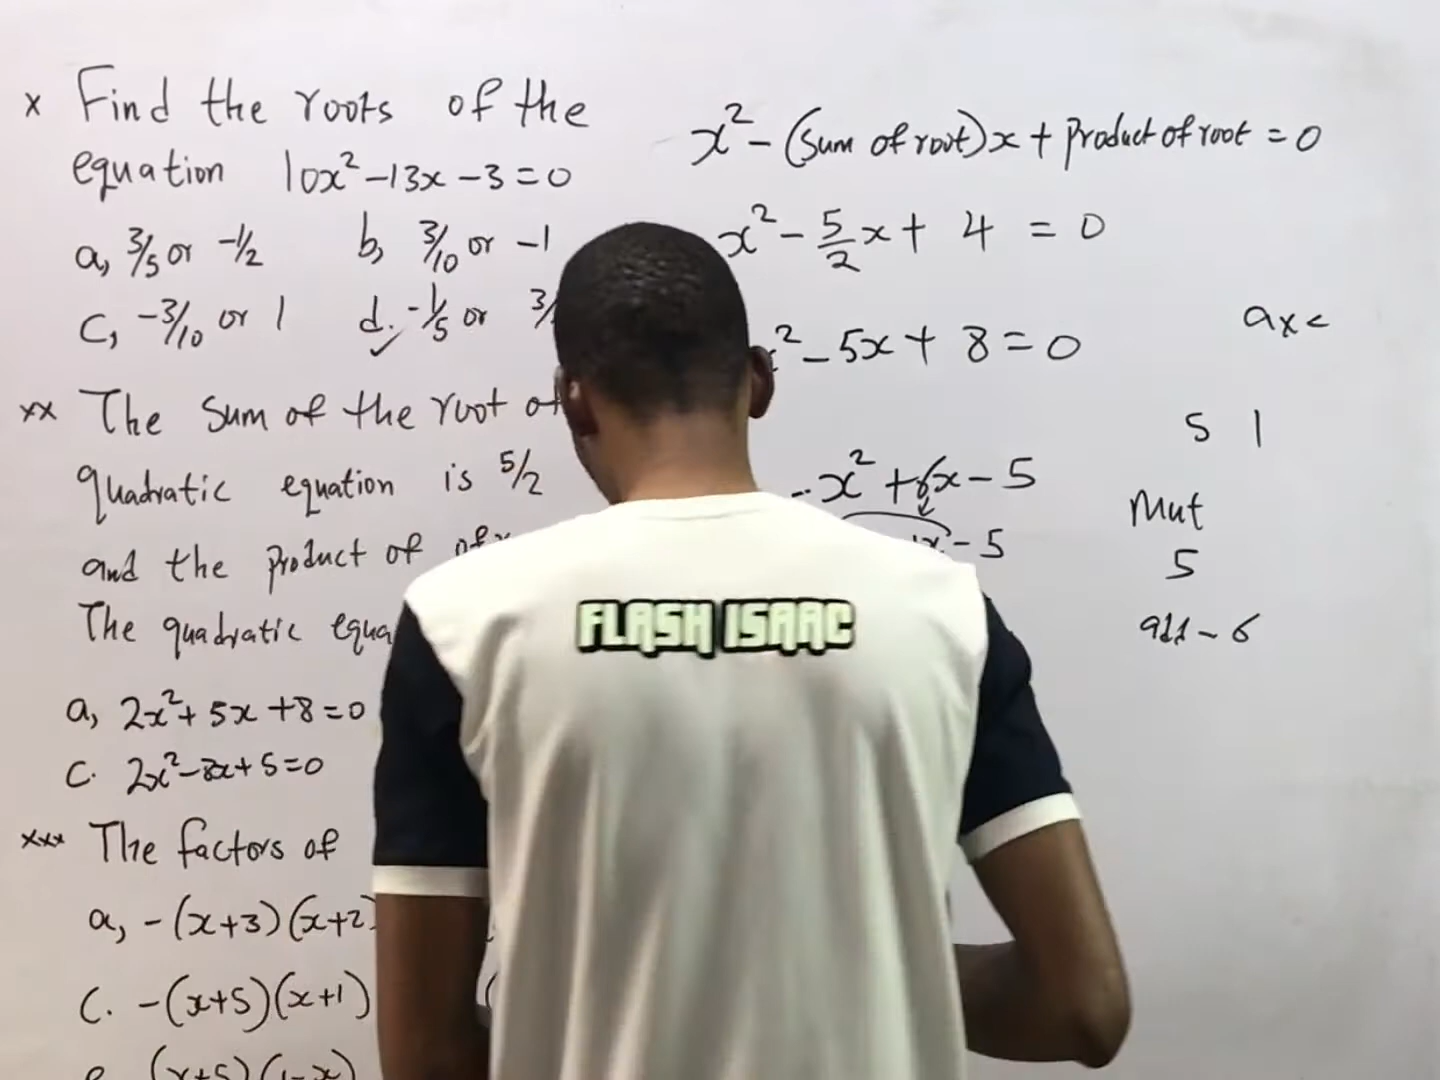 x Find the roots of the
equation 10x² - 13x - 3 = 0
a, 3/5 or -1/2 b, 3/10 or -1
c, -3/10 or 1 d. -1/5 or 3/
xx The sum of the root of
quadratic equation is 5/2
and the product of
The quadratic equa
a, 2x² + 5x + 8 = 0
c. 2x² - 8x + 5 = 0
xxx The factors of
a, -(x+3)(x+2)
c. -(x+5)(x+1)
e. (x+5)(1-x)
x² - (sum of root)x + product of root = 0
x² - 5/2 x + 4 = 0
² - 5x + 8 = 0
-x² + 6x - 5
x - 5
axc
5 1
Mut
5
add - 6
FLASH ISAAC